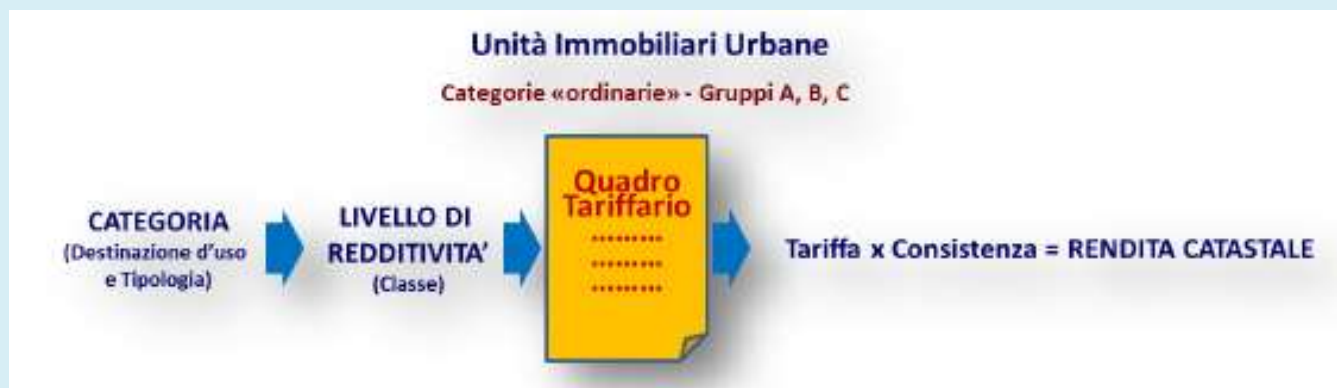 Unità Immobiliari Urbane
Categorie «ordinarie» - Gruppi A, B, C
CATEGORIA
(Destinazione d'uso
e Tipologia)
LIVELLO DI
REDDITIVITA'
(Classe)
Quadro
Tariffario
.........
.........
.........
Tariffa x Consistenza = RENDITA CATASTALE